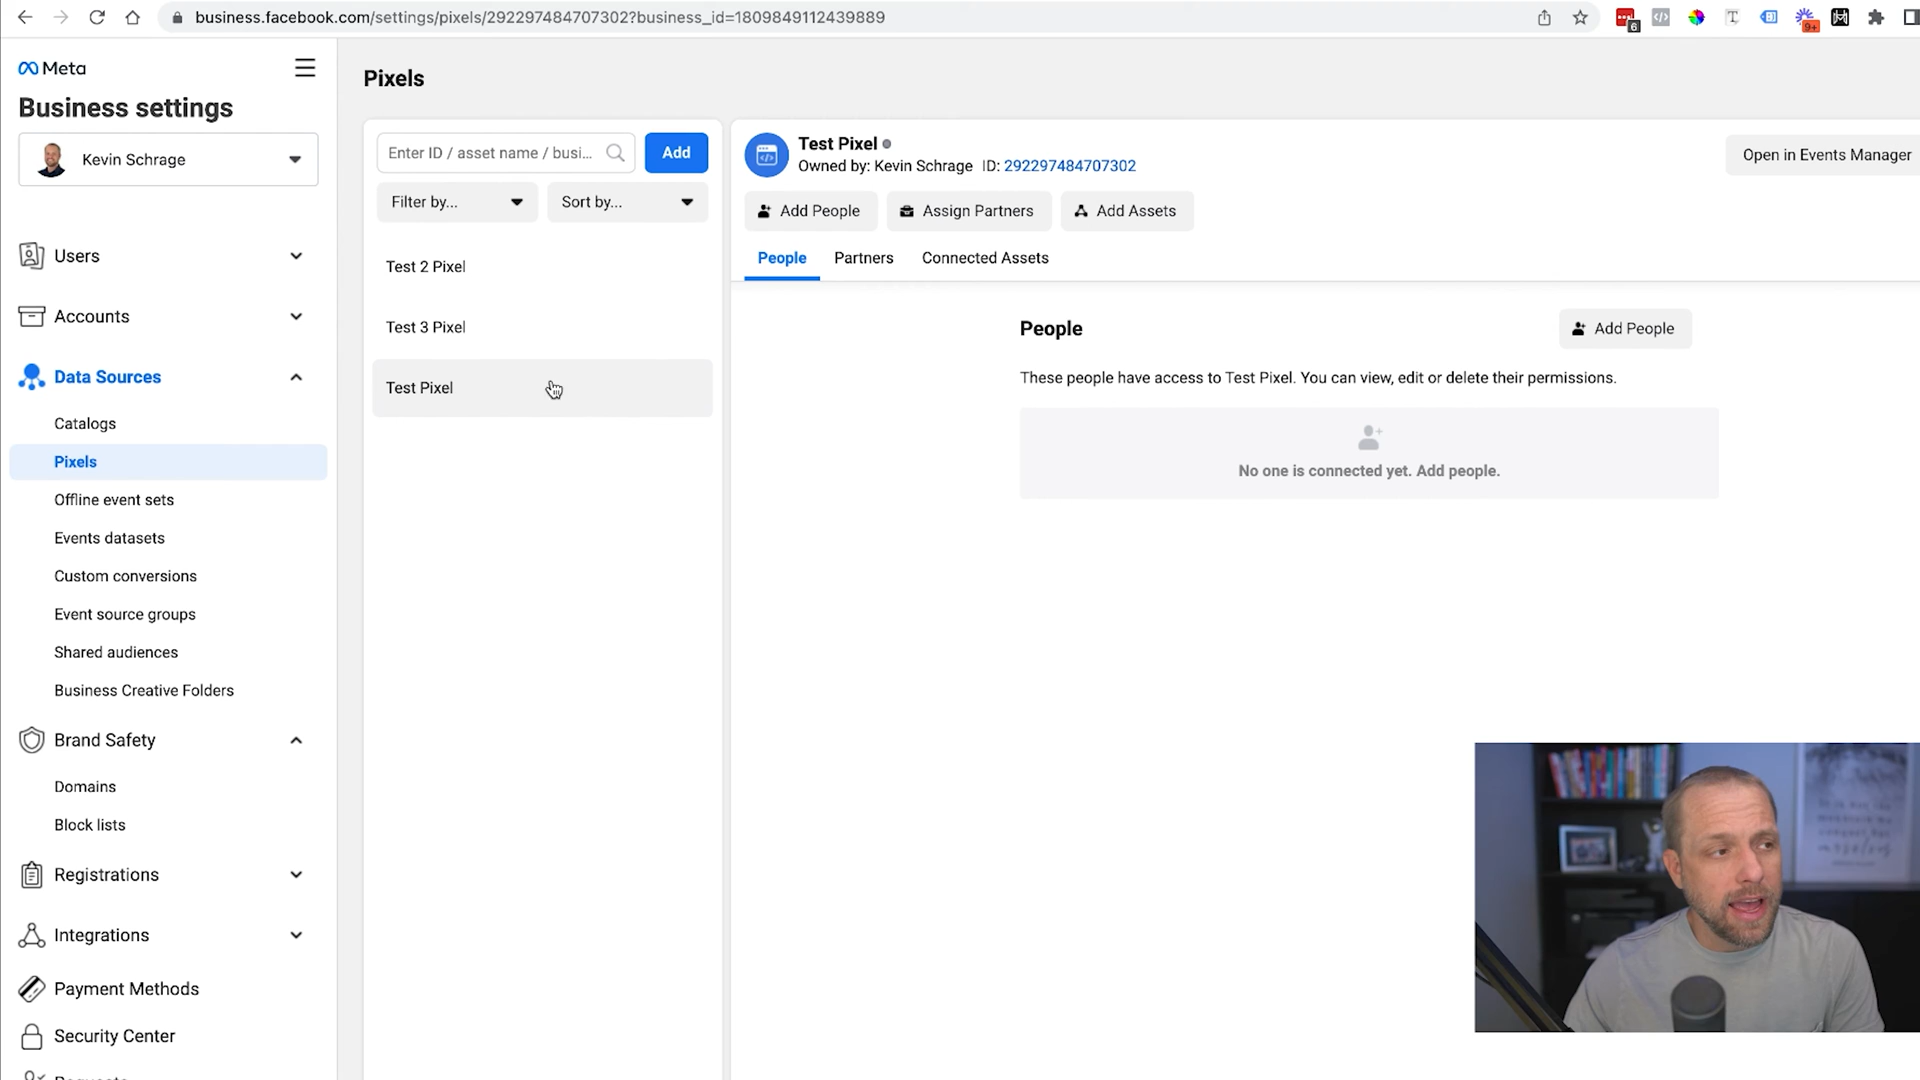 business.facebook.com/settings/pixels/292297484707302?business_id=1809849112439889
6
9+
Meta
Business settings
Kevin Schrage
Users
Accounts
Data Sources
Catalogs
Pixels
Offline event sets
Events datasets
Custom conversions
Event source groups
Shared audiences
Business Creative Folders
Brand Safety
Domains
Block lists
Registrations
Integrations
Payment Methods
Security Center
Pixels
Enter ID / asset name / busi...
Add
Filter by...
Sort by...
Test 2 Pixel
Test 3 Pixel
Test Pixel
Test Pixel
Owned by: Kevin Schrage ID: 292297484707302
Open in Events Manager
Add People
Assign Partners
Add Assets
People
Partners
Connected Assets
People
Add People
These people have access to Test Pixel. You can view, edit or delete their permissions.
No one is connected yet. Add people.